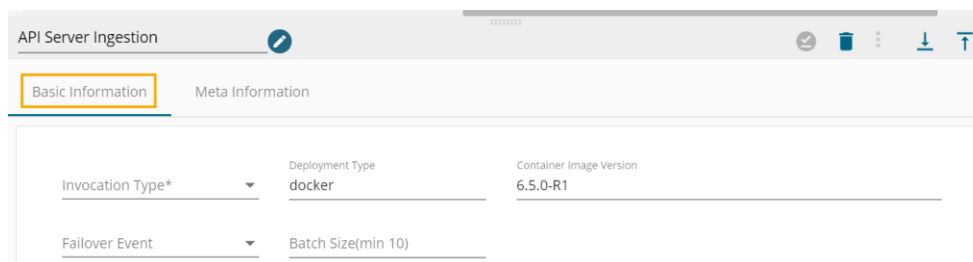 API Server Ingestion
Basic Information Meta Information
Deployment Type Container Image Version
Invocation Type* docker 6.5.0-R1
Failover Event Batch Size(min 10)